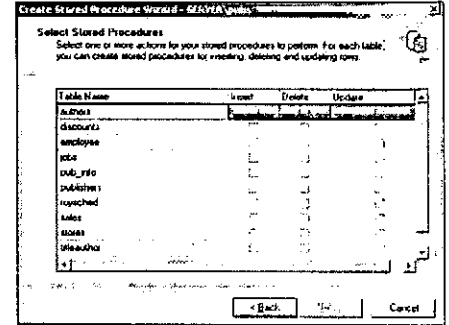 Create Stored Procedure Wizard - SERVER\pubs
Select Stored Procedures
Select one or more actions for your stored procedures to perform. For each table,
you can create stored procedures for inserting, deleting and updating rows.
Table Name Insert Delete Update
authors
discounts
employee
jobs
pub_info
publishers
roysched
sales
stores
titleauthor
< Back Cancel